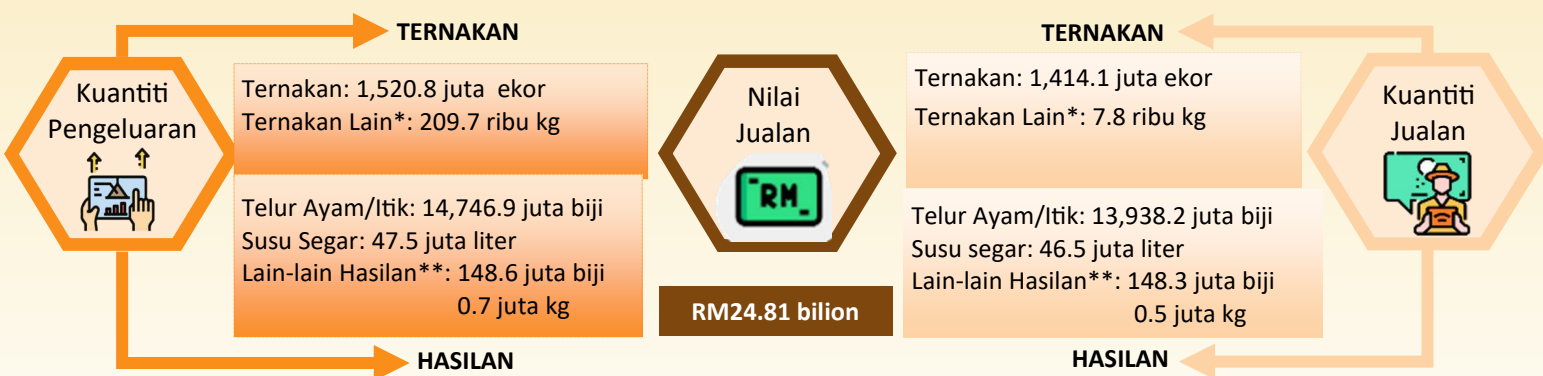 TERNAKAN
Kuantiti
Pengeluaran
Ternakan: 1,520.8 juta ekor
Ternakan Lain*: 209.7 ribu kg
Telur Ayam/Itik: 14,746.9 juta biji
Susu Segar: 47.5 juta liter
Lain-lain Hasilan**: 148.6 juta biji
0.7 juta kg
HASILAN
Nilai
Jualan
RM
RM24.81 bilion
TERNAKAN
Ternakan: 1,414.1 juta ekor
Ternakan Lain*: 7.8 ribu kg
Kuantiti
Jualan
Telur Ayam/Itik: 13,938.2 juta biji
Susu segar: 46.5 juta liter
Lain-lain Hasilan**: 148.3 juta biji
0.5 juta kg
HASILAN